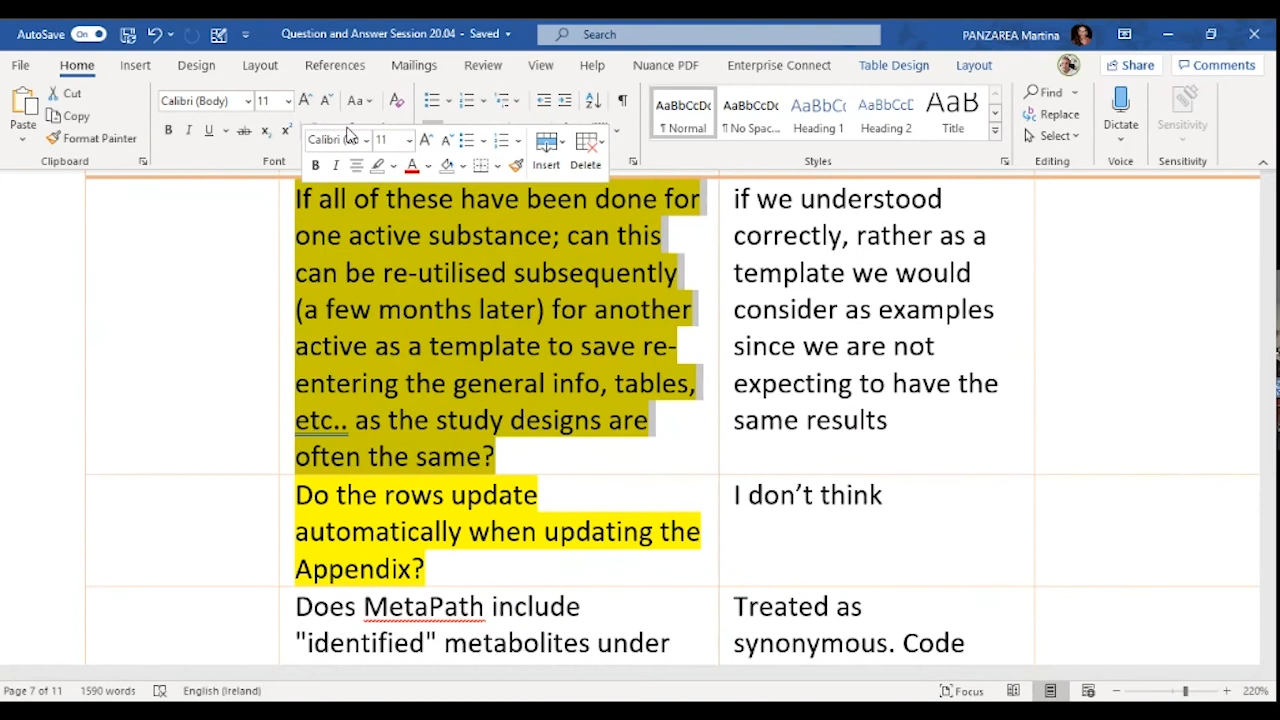 AutoSave On Question and Answer Session 20.04 - Saved Search PANZAREA Martina
File Home Insert Design Layout References Mailings Review View Help Nuance PDF Enterprise Connect Table Design Layout Share Comments
Paste
Cut
Copy
Format Painter
Clipboard
Calibri (Body) 11
Font
Calibri 11
Insert Delete
AaBbCcDc AaBbCcDc AaBbCc AaBbCcD AaB
¶ Normal ¶ No Spac... Heading 1 Heading 2 Title
Styles
Find
Replace
Select
Editing
Dictate
Voice
Sensitivity
Sensitivity
If all of these have been done for
one active substance; can this
can be re-utilised subsequently
(a few months later) for another
active as a template to save re-
entering the general info, tables,
etc.. as the study designs are
often the same?
if we understood
correctly, rather as a
template we would
consider as examples
since we are not
expecting to have the
same results
Do the rows update
automatically when updating the
Appendix?
I don’t think
Does MetaPath include
"identified" metabolites under
Treated as
synonymous. Code
Page 7 of 11 1590 words English (Ireland) Focus 220%